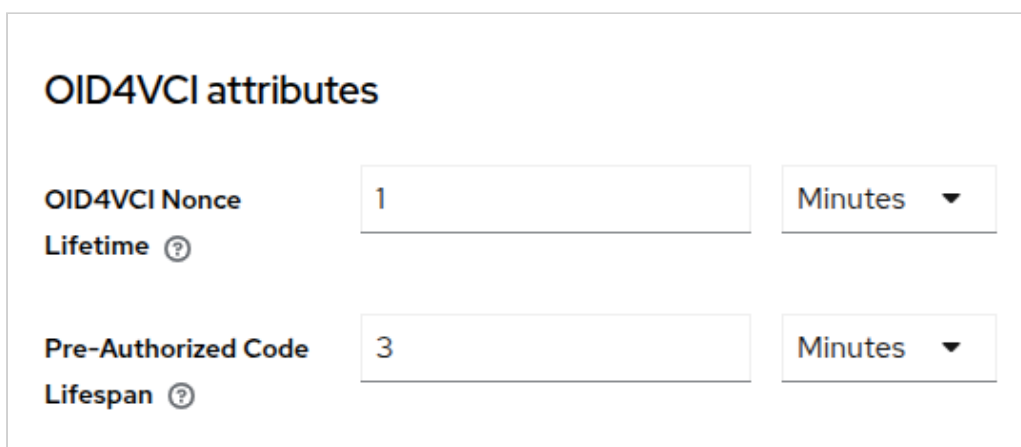 OID4VCI attributes
OID4VCI Nonce
Lifetime
1
Minutes
Pre-Authorized Code
Lifespan
3
Minutes